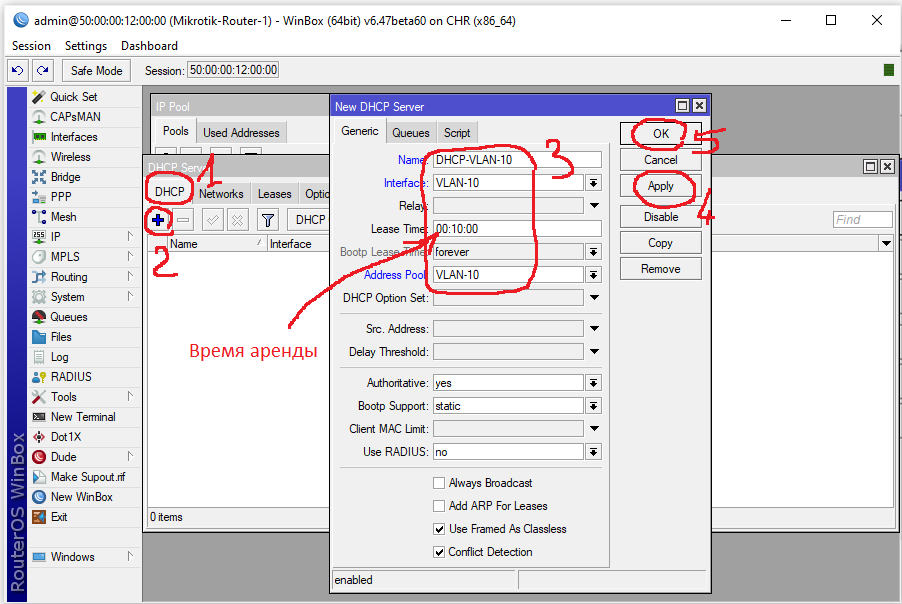 admin@50:00:00:12:00:00 (Mikrotik-Router-1) - WinBox (64bit) v6.47beta60 on CHR (x86_64)
Session Settings Dashboard
Safe Mode Session: 50:00:00:12:00:00
Quick Set
CAPsMAN
Interfaces
Wireless
Bridge
PPP
Mesh
IP
MPLS
Routing
System
Queues
Files
Log
RADIUS
Tools
New Terminal
Dot1X
Dude
Make Supout.rif
New WinBox
Exit
Windows
RouterOS WinBox
IP Pool
Pools Used Addresses
DHCP Serv
1
DHCP Networks Leases Optio
DHCP
Find
2
Name Interface
0 items
Время аренды
New DHCP Server
Generic Queues Script
3
Name: DHCP-VLAN-10
Interface: VLAN-10
Relay:
Lease Time: 00:10:00
Bootp Lease Time: forever
Address Pool: VLAN-10
DHCP Option Set:
Src. Address:
Delay Threshold:
Authoritative: yes
Bootp Support: static
Client MAC Limit:
Use RADIUS: no
Always Broadcast
Add ARP For Leases
Use Framed As Classless
Conflict Detection
enabled
OK
5
Cancel
Apply
4
Disable
Copy
Remove